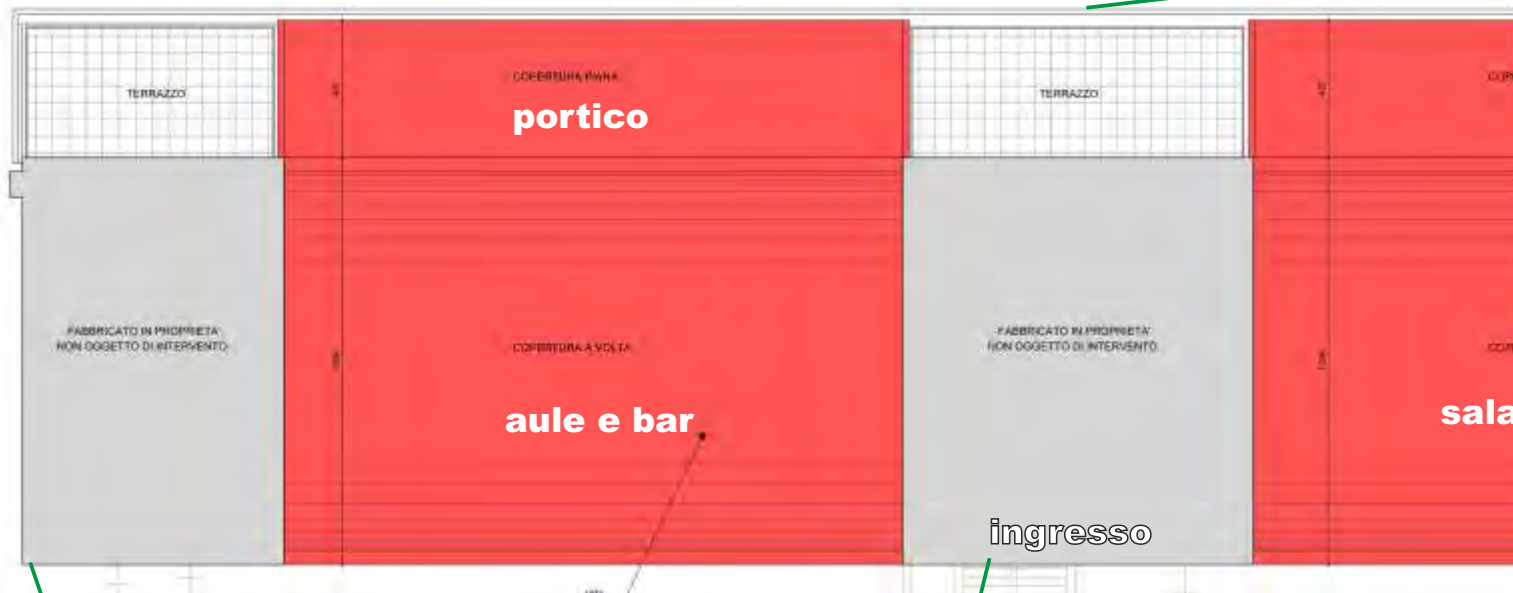 TERRAZZO
COPERTURA PIANA
portico
TERRAZZO
FABBRICATO IN PROPRIETA'
NON OGGETTO DI INTERVENTO
COPERTURA A VOLTA
aule e bar
FABBRICATO IN PROPRIETA'
NON OGGETTO DI INTERVENTO
sala
ingresso